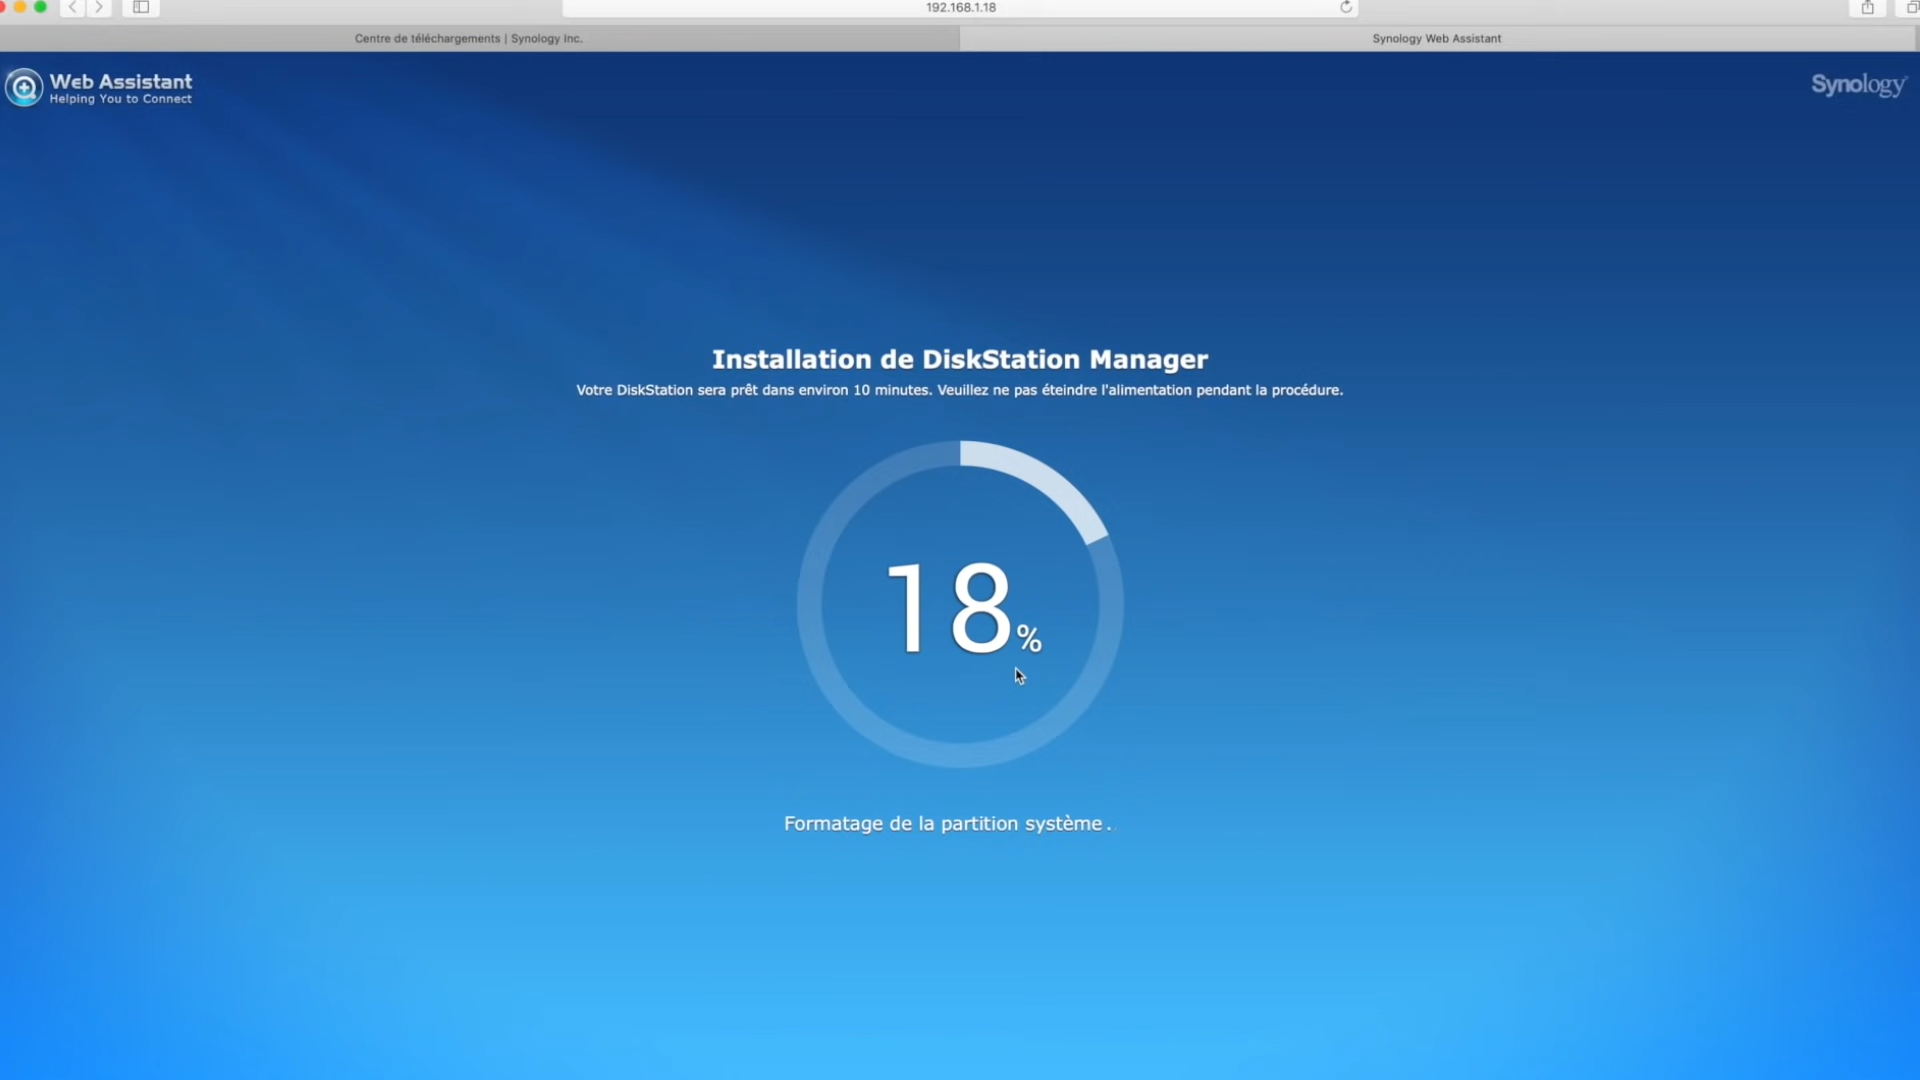 192.168.1.18
Centre de téléchargements | Synology Inc.
Synology Web Assistant
Web Assistant
Helping You to Connect
Synology
Installation de DiskStation Manager
Votre DiskStation sera prêt dans environ 10 minutes. Veuillez ne pas éteindre l'alimentation pendant la procédure.
18%
Formatage de la partition système.